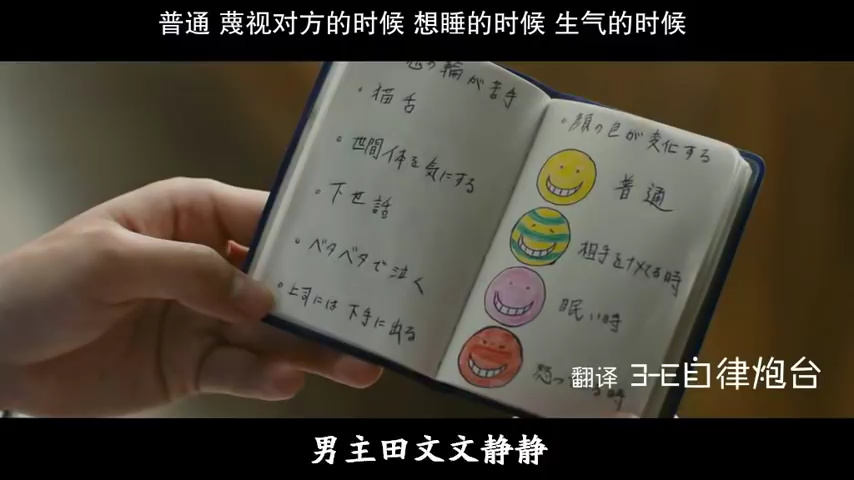 普通 蔑视对方的时候 想睡的时候 生气的时候
の輪が苦手
・猫舌
・世間体を気にする
・下世話
・ベタベタで泣く
・上司には下手に出る
・顔の色が変化する
普通
相手をナメてる時
眠い時
怒っ
時
翻译 3-E自律炮台
男主田文文静静